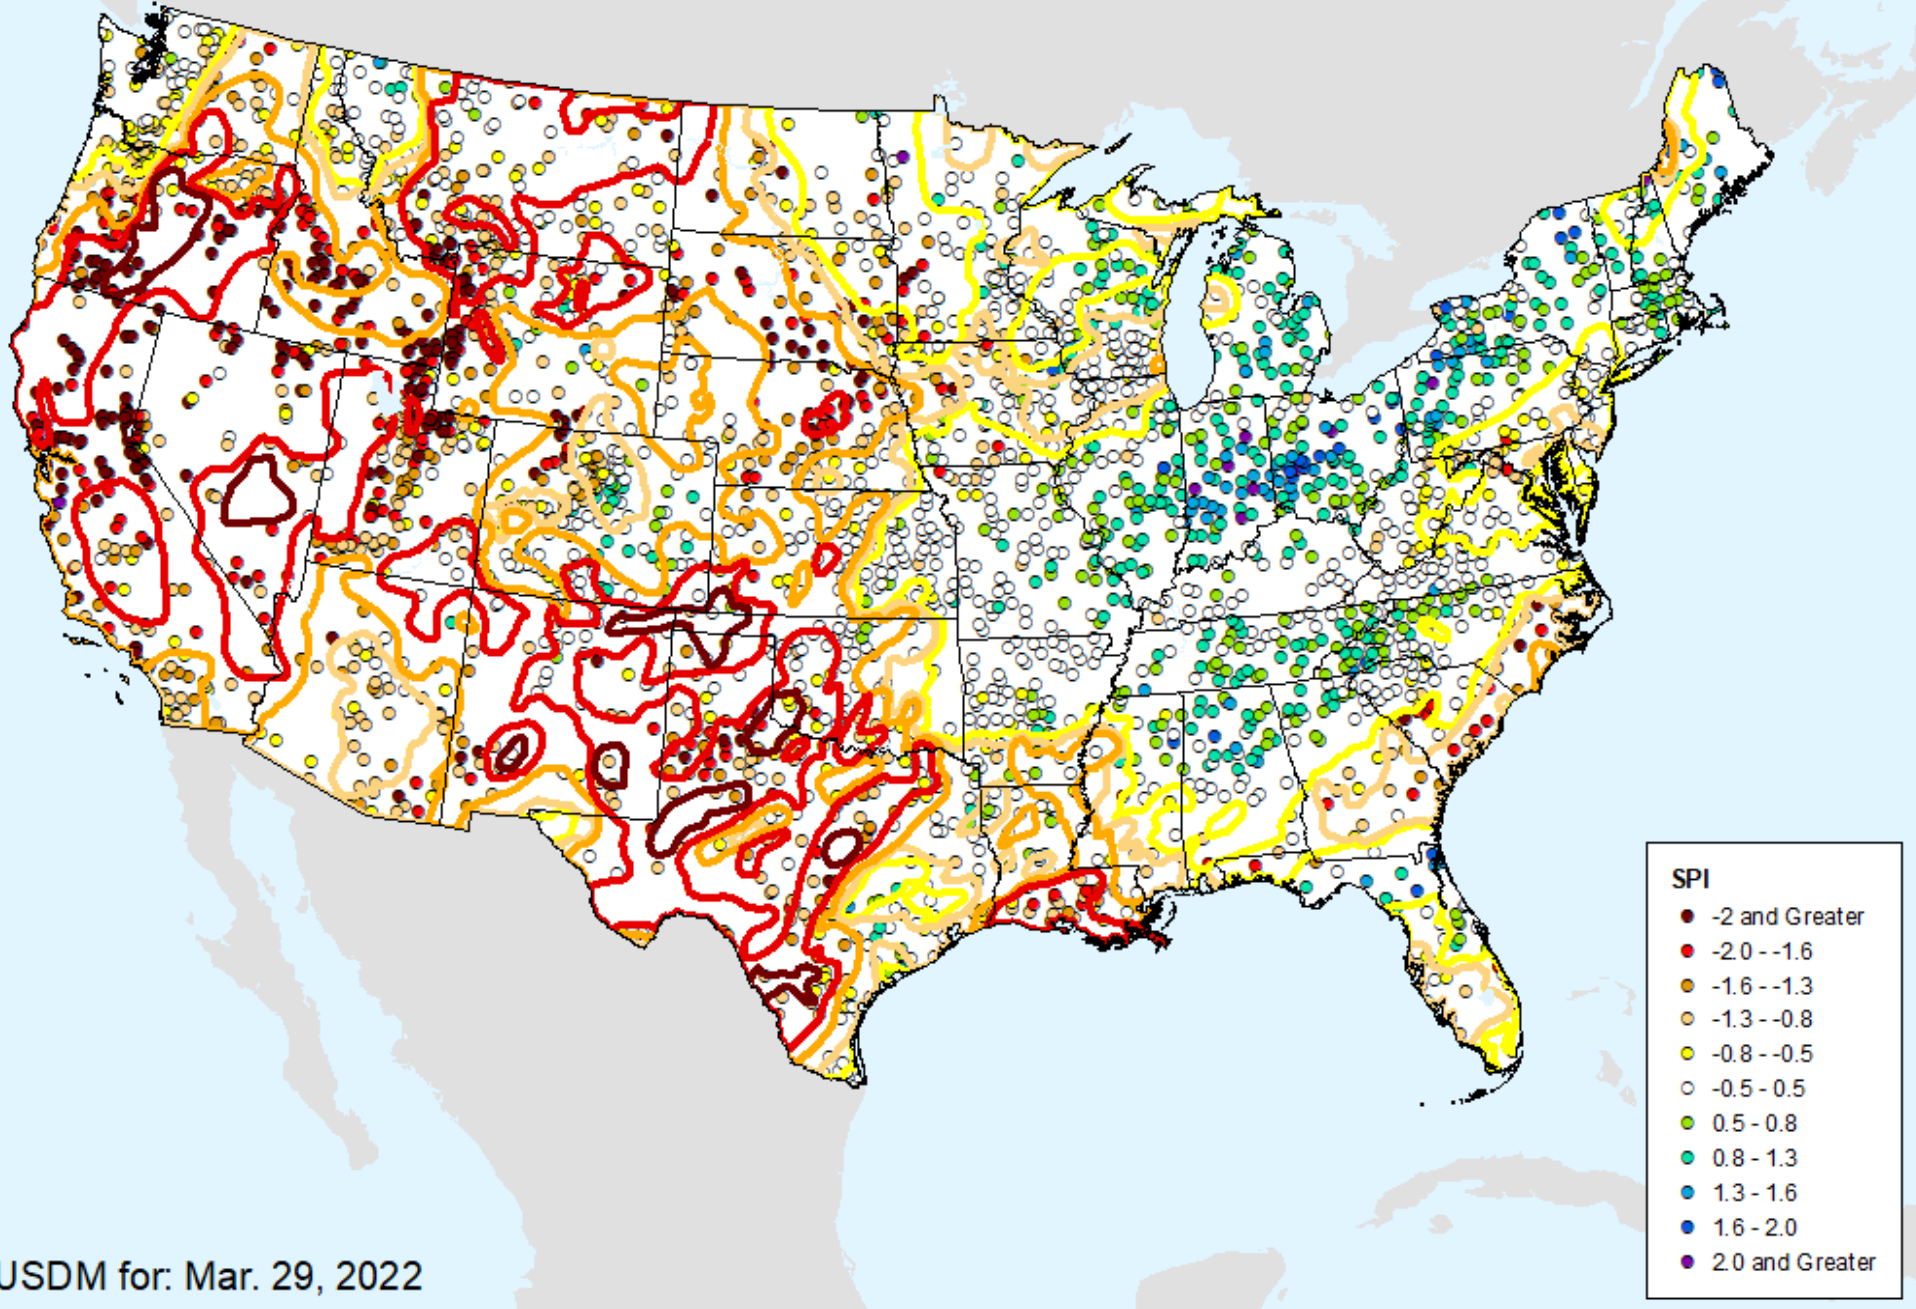 SPI
-2 and Greater
-2.0 - -1.6
-1.6 - -1.3
-1.3 - -0.8
-0.8 - -0.5
-0.5 - 0.5
0.5 - 0.8
0.8 - 1.3
1.3 - 1.6
1.6 - 2.0
2.0 and Greater
USDM for: Mar. 29, 2022